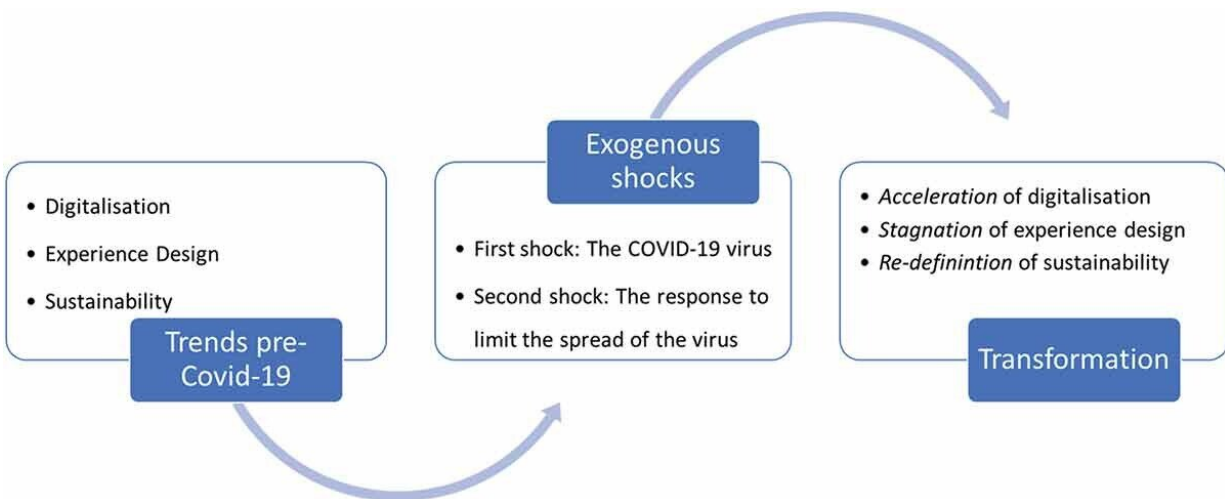 • Digitalisation
• Experience Design
• Sustainability
Trends pre-
Covid-19
Exogenous
shocks
• First shock: The COVID-19 virus
• Second shock: The response to
limit the spread of the virus
• Acceleration of digitalisation
• Stagnation of experience design
• Re-definintion of sustainability
Transformation